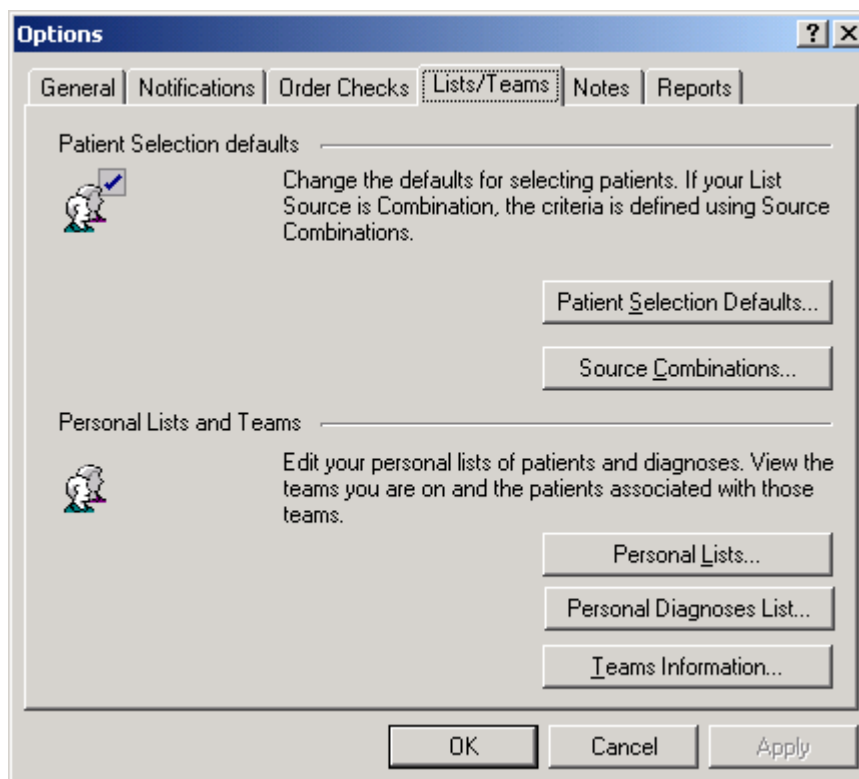 Options
General Notifications Order Checks Lists/Teams Notes Reports
Patient Selection defaults
Change the defaults for selecting patients. If your List
Source is Combination, the criteria is defined using Source
Combinations.
Patient Selection Defaults...
Source Combinations...
Personal Lists and Teams
Edit your personal lists of patients and diagnoses. View the
teams you are on and the patients associated with those
teams.
Personal Lists...
Personal Diagnoses List...
Teams Information...
OK Cancel Apply